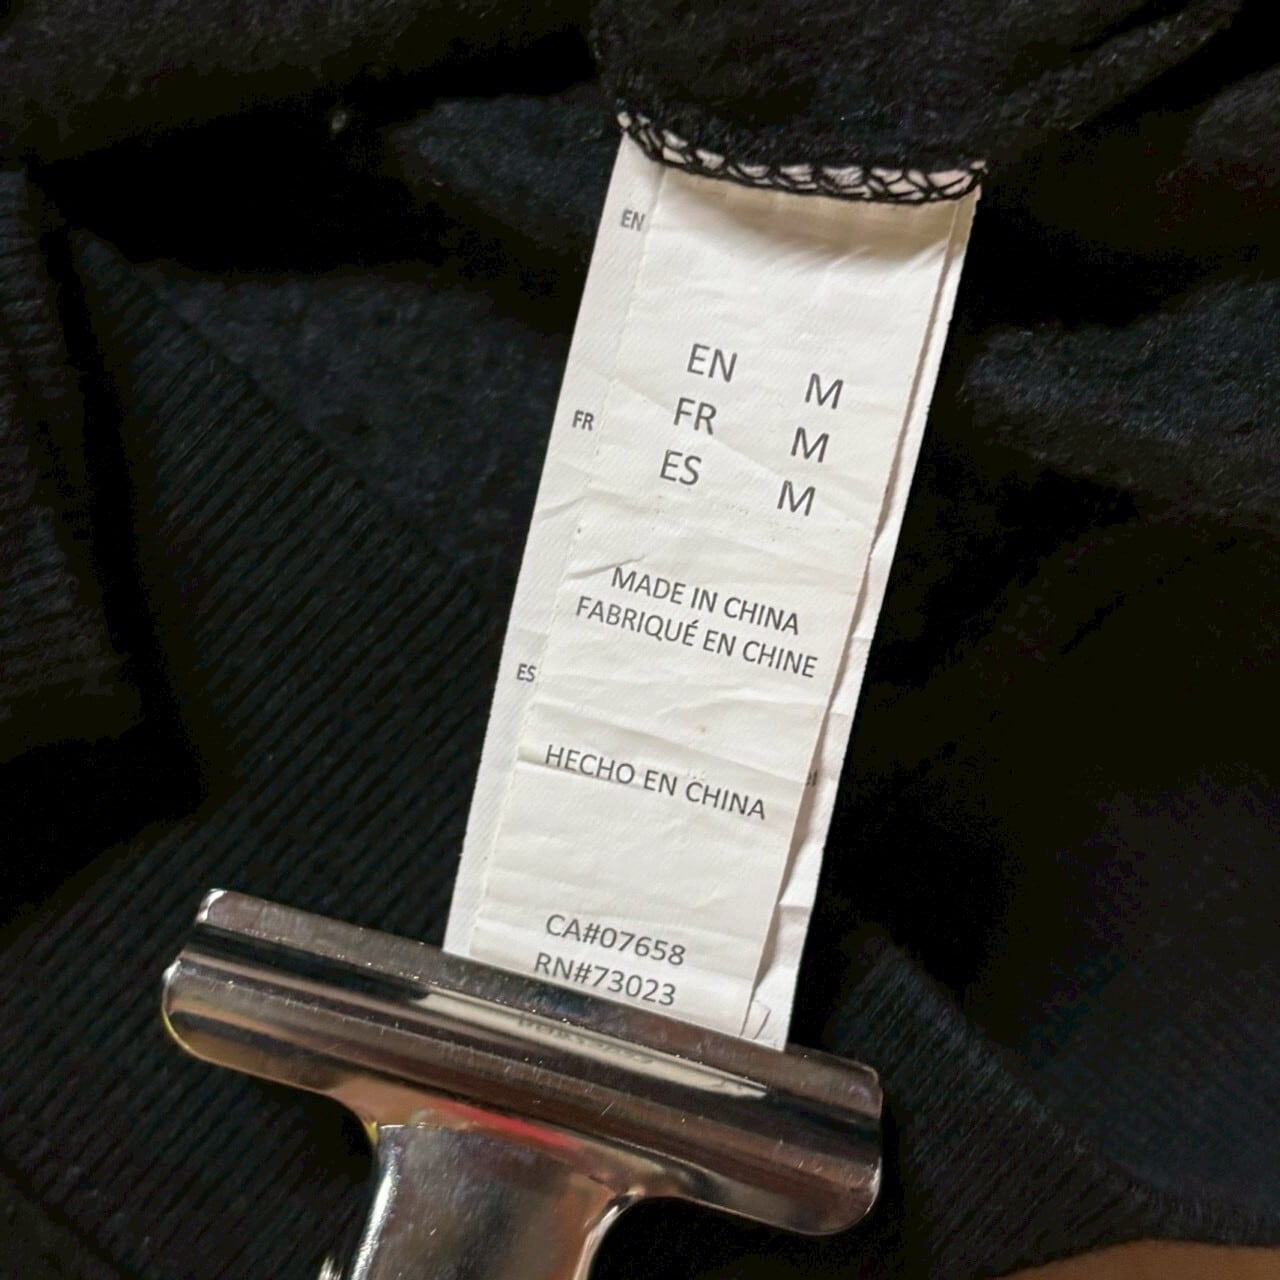 EN
EN M
FR M
ES M
FR
MADE IN CHINA
FABRIQUÉ EN CHINE
ES
HECHO EN CHINA
CA#07658
RN#73023